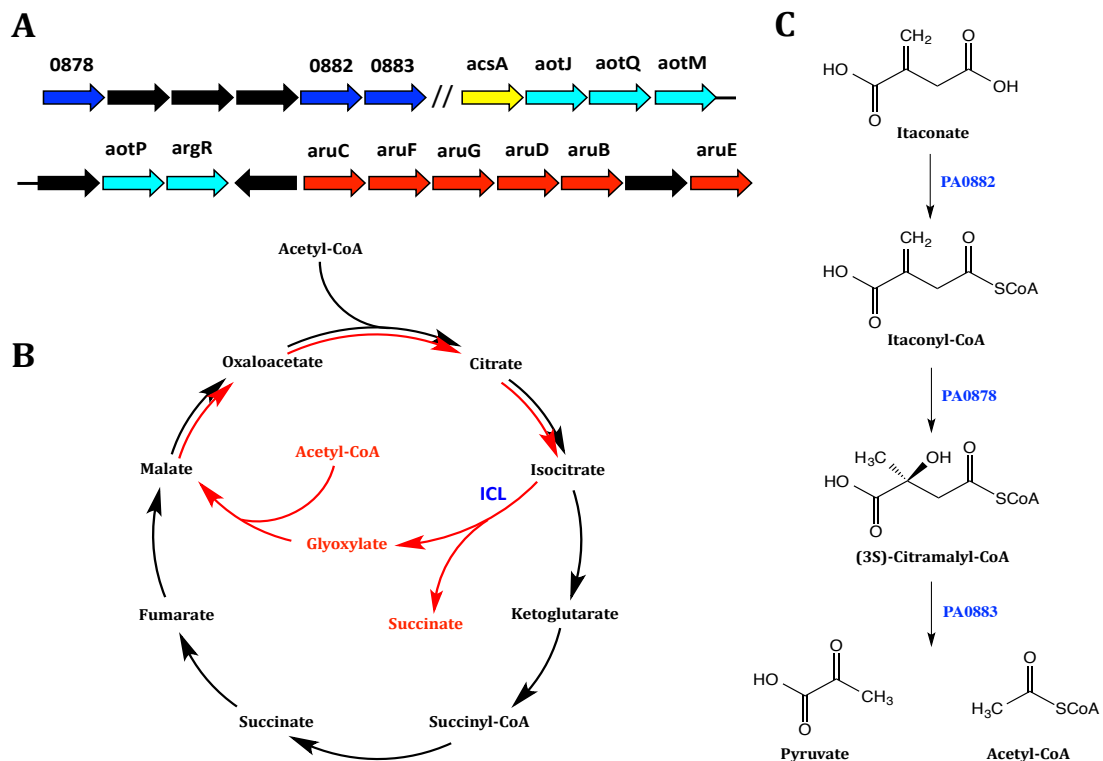 A
0878 0882 0883 // acsA aotJ aotQ aotM
aotP argR aruC aruF aruG aruD aruB aruE
B
Acetyl-CoA
Oxaloacetate
Citrate
Malate
Acetyl-CoA
Isocitrate
ICL
Glyoxylate
Fumarate
Succinate
Ketoglutarate
Succinate
Succinyl-CoA
C
CH2 O
HO
O
OH
Itaconate
PA0882
CH2 O
HO
O
SCoA
Itaconyl-CoA
PA0878
H3C OH O
HO
O
SCoA
(3S)-Citramalyl-CoA
PA0883
O
HO
CH3
O
Pyruvate
O
H3C
SCoA
Acetyl-CoA